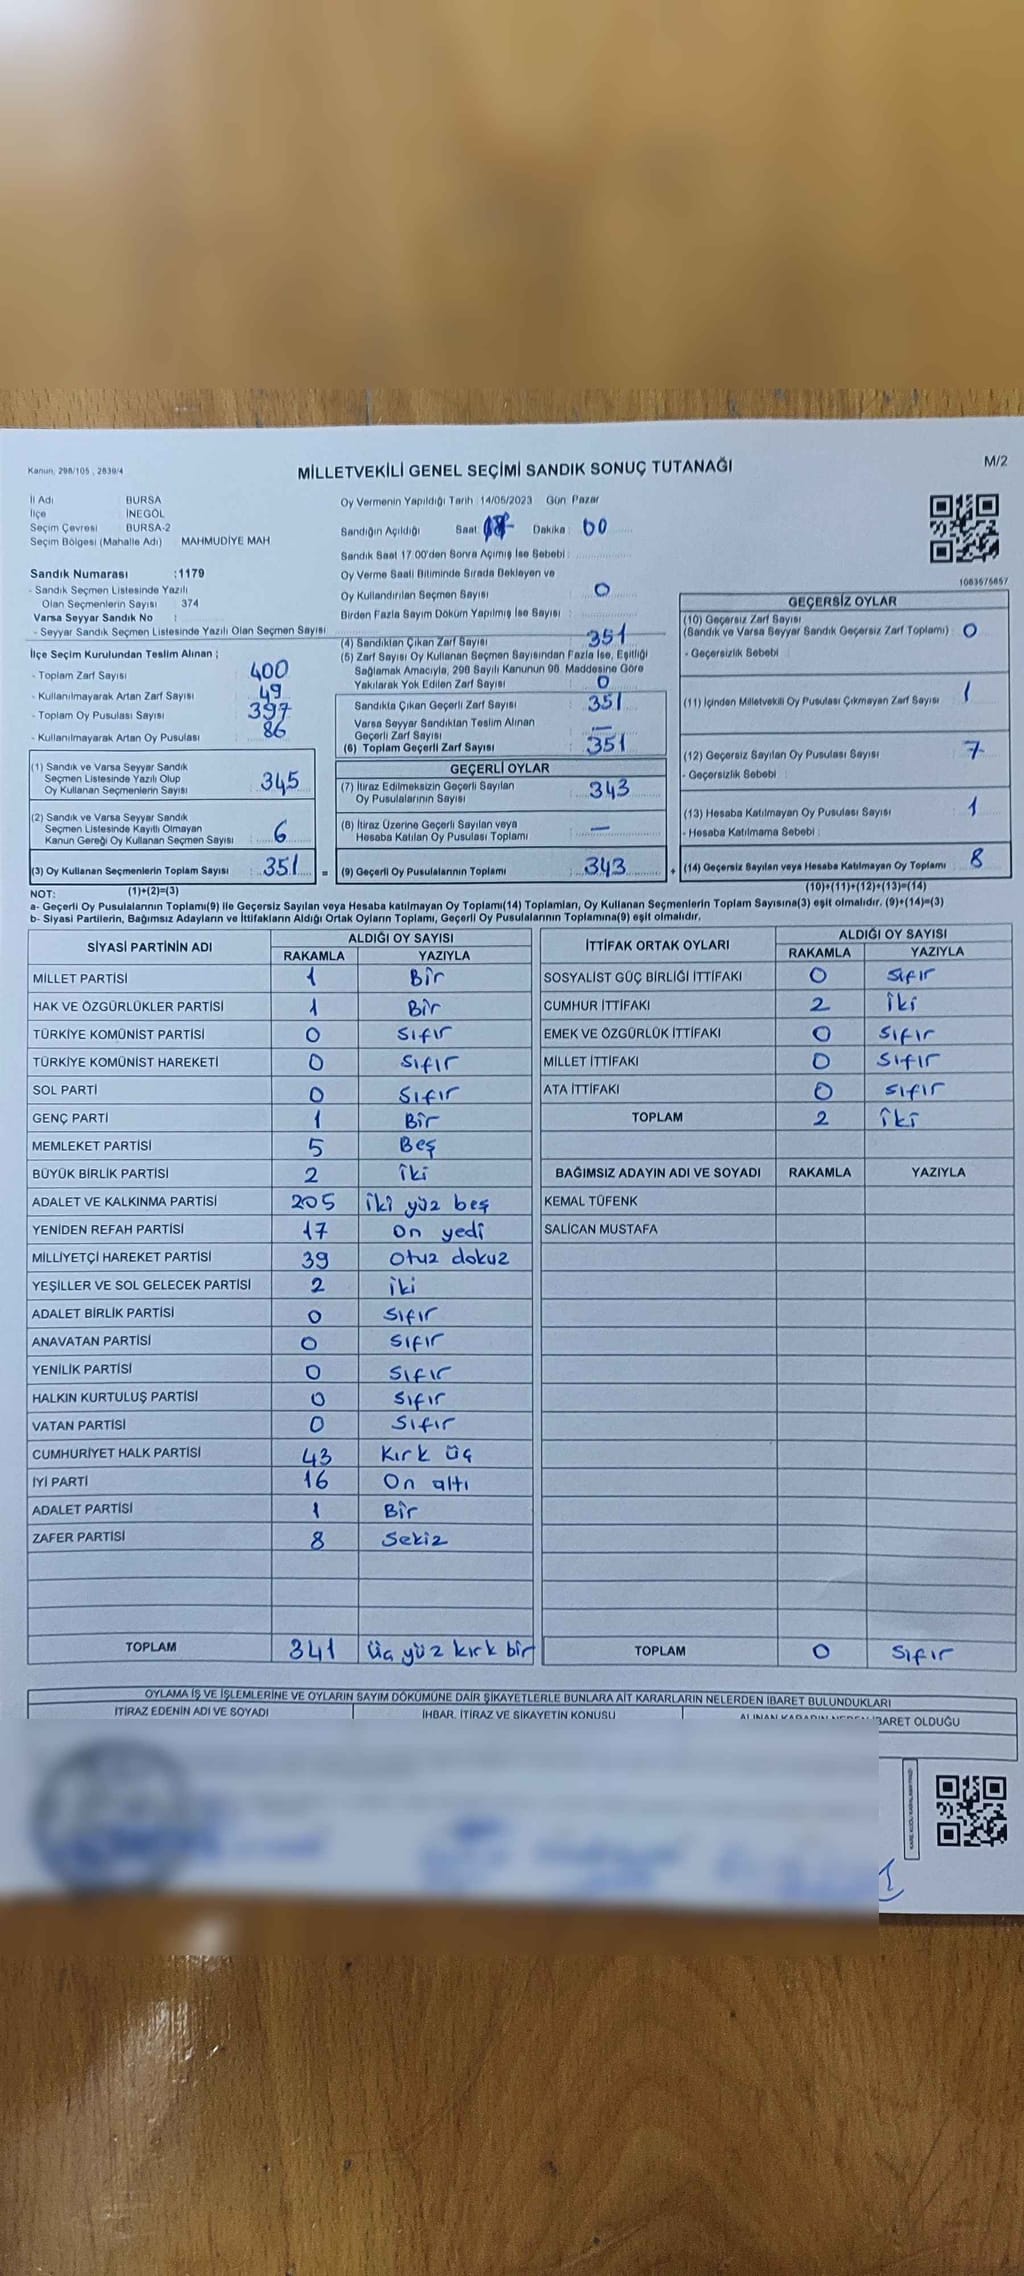 Kanun, 298/105 , 2839/4
MİLLETVEKİLİ GENEL SEÇİMİ SANDIK SONUÇ TUTANAĞI
M/2
İl Adı BURSA
İlçe İNEGÖL
Seçim Çevresi BURSA-2
Seçim Bölgesi (Mahalle Adı) MAHMUDİYE MAH
Sandık Numarası :1179
- Sandık Seçmen Listesinde Yazılı
Olan Seçmenlerin Sayısı : 374
Varsa Seyyar Sandık No :
- Seyyar Sandık Seçmen Listesinde Yazılı Olan Seçmen Sayısı
İlçe Seçim Kurulundan Teslim Alınan ;
- Toplam Zarf Sayısı 400
- Kullanılmayarak Artan Zarf Sayısı 49
- Toplam Oy Pusulası Sayısı 397
- Kullanılmayarak Artan Oy Pusulası 86
(1) Sandık ve Varsa Seyyar Sandık
Seçmen Listesinde Yazılı Olup
Oy Kullanan Seçmenlerin Sayısı 345
(2) Sandık ve Varsa Seyyar Sandık
Seçmen Listesinde Kayıtlı Olmayan
Kanun Gereği Oy Kullanan Seçmen Sayısı 6
(3) Oy Kullanan Seçmenlerin Toplam Sayısı 351 =
Oy Vermenin Yapıldığı Tarih : 14/05/2023 Gün : Pazar
Sandığın Açıldığı Saat: Dakika : 00
Sandık Saat 17:00'den Sonra Açılmış İse Sebebi :
Oy Verme Saati Bitiminde Sırada Bekleyen ve
Oy Kullandırılan Seçmen Sayısı : 0
Birden Fazla Sayım Döküm Yapılmış İse Sayısı :
(4) Sandıktan Çıkan Zarf Sayısı : 351
(5) Zarf Sayısı Oy Kullanan Seçmen Sayısından Fazla İse, Eşitliği
Sağlamak Amacıyla, 298 Sayılı Kanunun 98. Maddesine Göre
Yakılarak Yok Edilen Zarf Sayısı : 0
Sandıkta Çıkan Geçerli Zarf Sayısı : 351
Varsa Seyyar Sandıktan Teslim Alınan
Geçerli Zarf Sayısı : —
(6) Toplam Geçerli Zarf Sayısı : 351
GEÇERLİ OYLAR
(7) İtiraz Edilmeksizin Geçerli Sayılan
Oy Pusulalarının Sayısı : 343
(8) İtiraz Üzerine Geçerli Sayılan veya
Hesaba Katılan Oy Pusulası Toplamı : —
(9) Geçerli Oy Pusulalarının Toplamı : 343 +
1083575857
GEÇERSİZ OYLAR
(10) Geçersiz Zarf Sayısı
(Sandık ve Varsa Seyyar Sandık Geçersiz Zarf Toplamı) : 0
- Geçersizlik Sebebi :
(11) İçinden Milletvekili Oy Pusulası Çıkmayan Zarf Sayısı : 1
(12) Geçersiz Sayılan Oy Pusulası Sayısı : 7
- Geçersizlik Sebebi :
(13) Hesaba Katılmayan Oy Pusulası Sayısı : 1
- Hesaba Katılmama Sebebi :
(14) Geçersiz Sayılan veya Hesaba Katılmayan Oy Toplamı : 8
NOT: (1)+(2)=(3) (10)+(11)+(12)+(13)=(14)
a- Geçerli Oy Pusulalarının Toplamı(9) ile Geçersiz Sayılan veya Hesaba katılmayan Oy Toplamı(14) Toplamları, Oy Kullanan Seçmenlerin Toplam Sayısına(3) eşit olmalıdır. (9)+(14)=(3)
b- Siyasi Partilerin, Bağımsız Adayların ve İttifakların Aldığı Ortak Oyların Toplamı, Geçerli Oy Pusulalarının Toplamına(9) eşit olmalıdır.
SİYASİ PARTİNİN ADI ALDIĞI OY SAYISI
RAKAMLA YAZIYLA
MİLLET PARTİSİ 1 Bir
HAK VE ÖZGÜRLÜKLER PARTİSİ 1 Bir
TÜRKİYE KOMÜNİST PARTİSİ 0 Sıfır
TÜRKİYE KOMÜNİST HAREKETİ 0 Sıfır
SOL PARTİ 0 Sıfır
GENÇ PARTİ 1 Bir
MEMLEKET PARTİSİ 5 Beş
BÜYÜK BİRLİK PARTİSİ 2 iki
ADALET VE KALKINMA PARTİSİ 205 iki yüz beş
YENİDEN REFAH PARTİSİ 17 On yedi
MİLLİYETÇİ HAREKET PARTİSİ 39 Otuz dokuz
YEŞİLLER VE SOL GELECEK PARTİSİ 2 iki
ADALET BİRLİK PARTİSİ 0 Sıfır
ANAVATAN PARTİSİ 0 Sıfır
YENİLİK PARTİSİ 0 Sıfır
HALKIN KURTULUŞ PARTİSİ 0 Sıfır
VATAN PARTİSİ 0 Sıfır
CUMHURİYET HALK PARTİSİ 43 Kırk üç
İYİ PARTİ 16 On altı
ADALET PARTİSİ 1 Bir
ZAFER PARTİSİ 8 Sekiz
TOPLAM 341 üç yüz kırk bir
İTTİFAK ORTAK OYLARI ALDIĞI OY SAYISI
RAKAMLA YAZIYLA
SOSYALİST GÜÇ BİRLİĞİ İTTİFAKI 0 Sıfır
CUMHUR İTTİFAKI 2 iki
EMEK VE ÖZGÜRLÜK İTTİFAKI 0 Sıfır
MİLLET İTTİFAKI 0 Sıfır
ATA İTTİFAKI 0 Sıfır
TOPLAM 2 iki
BAĞIMSIZ ADAYIN ADI VE SOYADI RAKAMLA YAZIYLA
KEMAL TÜFENK
SALİCAN MUSTAFA
TOPLAM 0 Sıfır
OYLAMA İŞ VE İŞLEMLERİNE VE OYLARIN SAYIM DÖKÜMÜNE DAİR ŞİKAYETLERLE BUNLARA AİT KARARLARIN NELERDEN İBARET BULUNDUKLARI
İTİRAZ EDENİN ADI VE SOYADI İHBAR, İTİRAZ VE ŞİKAYETİN KONUSU ALINAN KARARIN NEDEN İBARET OLDUĞU